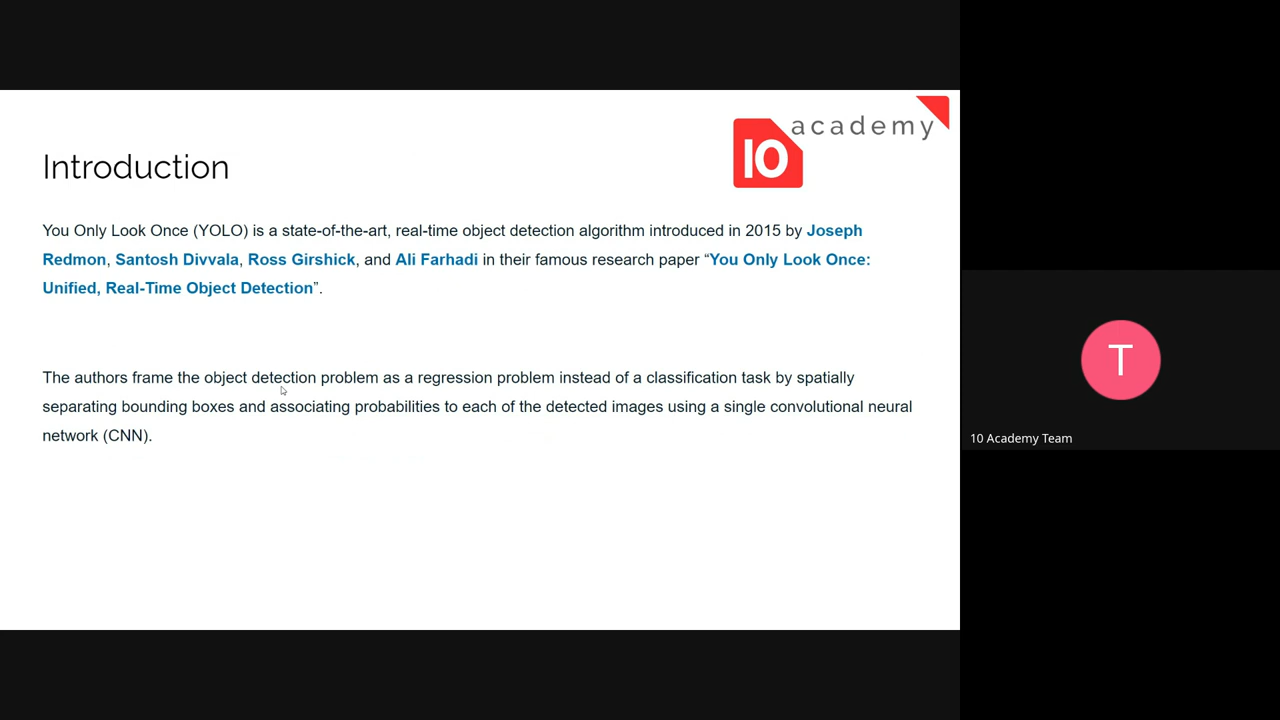 academy
10
Introduction
You Only Look Once (YOLO) is a state-of-the-art, real-time object detection algorithm introduced in 2015 by Joseph
Redmon, Santosh Divvala, Ross Girshick, and Ali Farhadi in their famous research paper “You Only Look Once:
Unified, Real-Time Object Detection”.
The authors frame the object detection problem as a regression problem instead of a classification task by spatially
separating bounding boxes and associating probabilities to each of the detected images using a single convolutional neural
network (CNN).
T
10 Academy Team